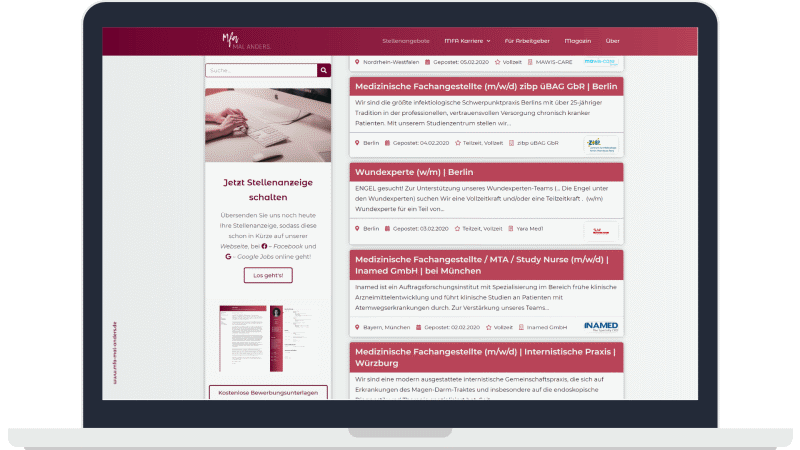 Mfa
MAL ANDERS.
Stellenangebote MFA Karriere Für Arbeitgeber Magazin Über
Suche...
Jetzt Stellenanzeige
schalten
Übersenden Sie uns noch heute
ihre Stellenanzeige, sodass diese
schon in Kürze auf unserer
Webseite, bei – Facebook und
– Google Jobs online geht!
Los geht's!
Kostenlose Bewerbungsunterlagen
www.mfa-mal-anders.de
Nordrhein-Westfalen Gepostet: 05.02.2020 Vollzeit MAWIS-CARE
Medizinische Fachangestellte (m/w/d) zibp üBAG GbR | Berlin
Wir sind die größte infektiologische Schwerpunktpraxis Berlins mit über 25-jähriger
Tradition in der professionellen, vertrauensvollen Versorgung chronisch kranker
Patienten. Mit unserem Studienzentrum stellen wir...
Berlin Gepostet: 04.02.2020 Teilzeit, Vollzeit zibp üBAG GbR
Wundexperte (w/m) | Berlin
ENGEL gesucht! Zur Unterstützung unseres Wundexperten-Teams (... Die Engel unter
den Wundexperten) suchen Wir eine Vollzeitkraft und/oder eine Teilzeitkraft . (w/m)
Wundexperte für ein Teil von...
Berlin Gepostet: 03.02.2020 Teilzeit, Vollzeit Yara Med1
Medizinische Fachangestellte / MTA / Study Nurse (m/w/d) |
Inamed GmbH | bei München
Inamed ist ein Auftragsforschungsinstitut mit Spezialisierung im Bereich frühe klinische
Arzneimittelentwicklung und führt klinische Studien an Patienten mit
Atemwegserkrankungen durch. Zur Verstärkung unseres Teams...
Bayern, München Gepostet: 02.02.2020 Vollzeit Inamed GmbH
INAMED
Medizinische Fachangestellte (m/w/d) | Internistische Praxis |
Würzburg
Wir sind eine modern ausgestattete internistische Gemeinschaftspraxis, die sich auf
Erkrankungen des Magen-Darm-Traktes und insbesondere auf die endoskopische